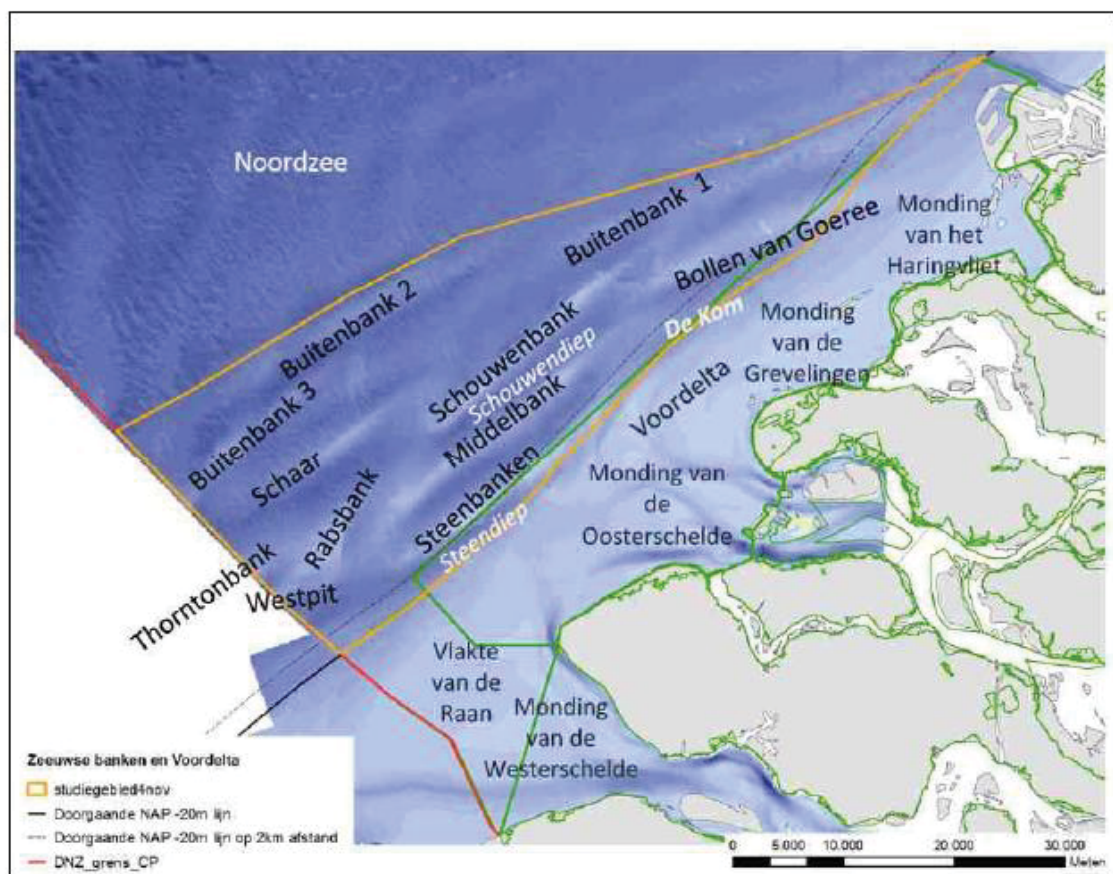 Noordzee
Buitenbank 1
Bollen van Goeree
Monding
van het
Haringvliet
Buitenbank 2
De Kom
Monding
van de
Grevelingen
Schouwenbank
Schouwendiep
Buitenbank 3
Middelbank
Voordelta
Schaar
Rabsbank
Steenbanken
Steendiep
Monding van
de
Oosterschelde
Thorntonbank
Westpit
Vlakte
van de
Raan
Monding
van de
Westerschelde
Zeeuwse banken en Voordelta
studiegebied4nov
Doorgaande NAP -20m lijn
Doorgaande NAP -20m lijn op 2km afstand
DNZ_grens_CP
0 5.000 10.000 20.000 30.000
Meters